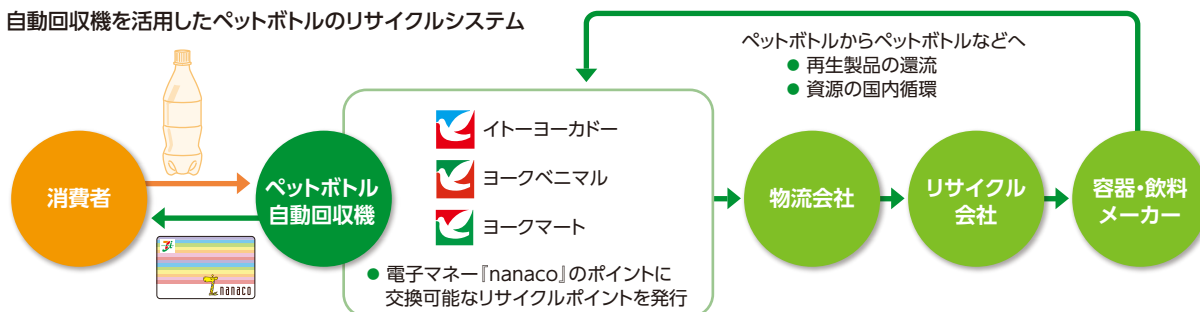 自動回収機を活用したペットボトルのリサイクルシステム
ペットボトルからペットボトルなどへ
● 再生製品の還流
● 資源の国内循環
消費者
ペットボトル
自動回収機
イトーヨーカドー
ヨークベニマル
ヨークマート
物流会社
リサイクル
会社
容器・飲料
メーカー
nanaco
● 電子マネー『nanaco』のポイントに
交換可能なリサイクルポイントを発行